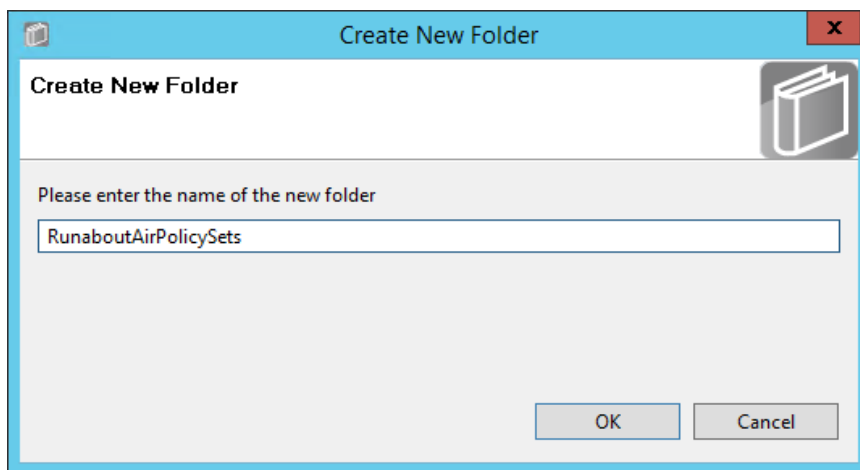 Create New Folder
x
Create New Folder
Please enter the name of the new folder
RunaboutAirPolicySets
OK Cancel